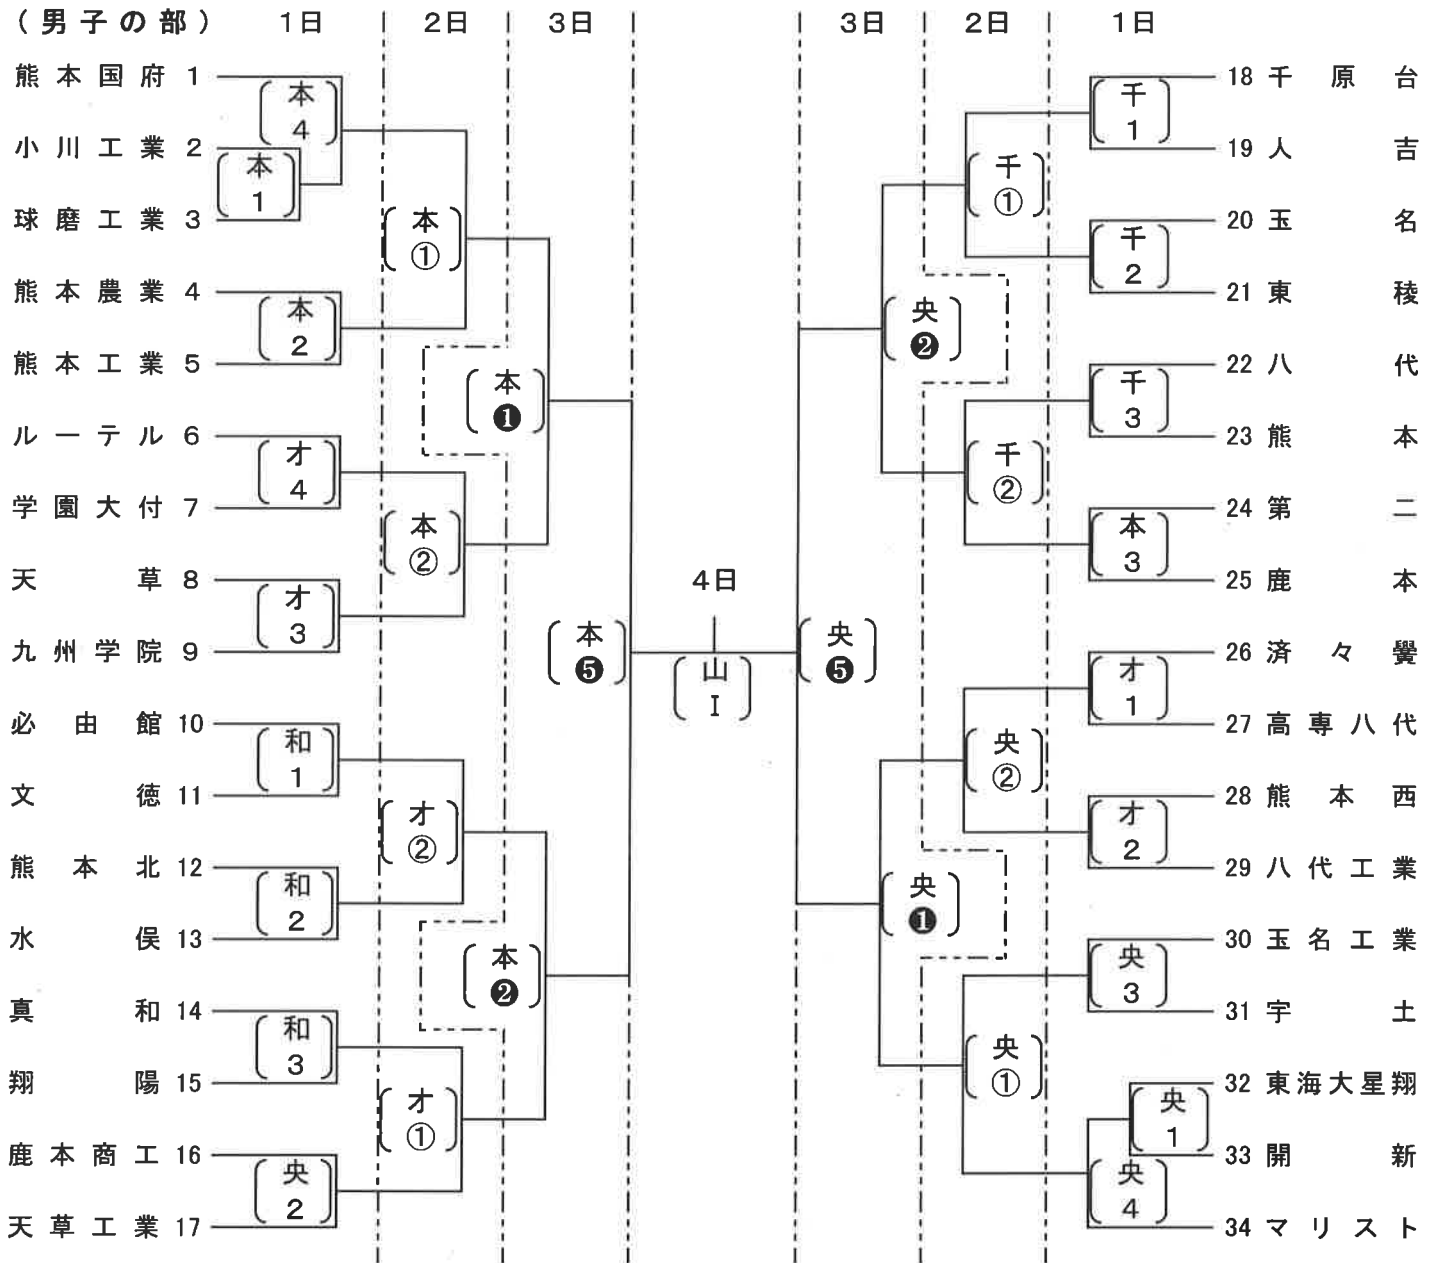 (男子の部) 1日 2日 3日 3日 2日 1日
熊本国府 1
小川工業 2
球磨工業 3
熊本農業 4
熊本工業 5
ルーテル 6
学園大付 7
天草 8
九州学院 9
必由館 10
文徳 11
熊本北 12
水俣 13
真和 14
翔陽 15
鹿本商工 16
天草工業 17
本 4
本 1
本 2
オ 4
オ 3
和 1
和 2
和 3
央 2
本 ①
本 ②
オ ②
オ ①
本 ❶
本 ❷
本 ❺
4日
山 I
央 ❺
央 ❷
央 ❶
千 ①
千 ②
央 ②
央 ①
千 1
千 2
千 3
本 3
オ 1
オ 2
央 3
央 1
央 4
18 千原台
19 人吉
20 玉名
21 東稜
22 八代
23 熊本
24 第二
25 鹿本
26 済々黌
27 高専八代
28 熊本西
29 八代工業
30 玉名工業
31 宇土
32 東海大星翔
33 開新
34 マリスト